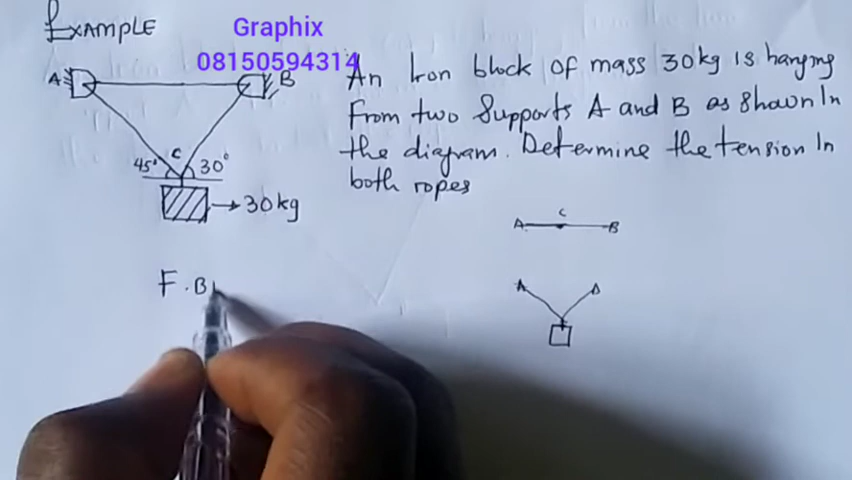 EXAMPLE
Graphix
08150594314
An Iron block of mass 30kg is hanging
From two Supports A and B as Shown In
the diagram. Determine the tension In
both ropes
A B
C
45° 30°
30kg
A C B
A B
F.B